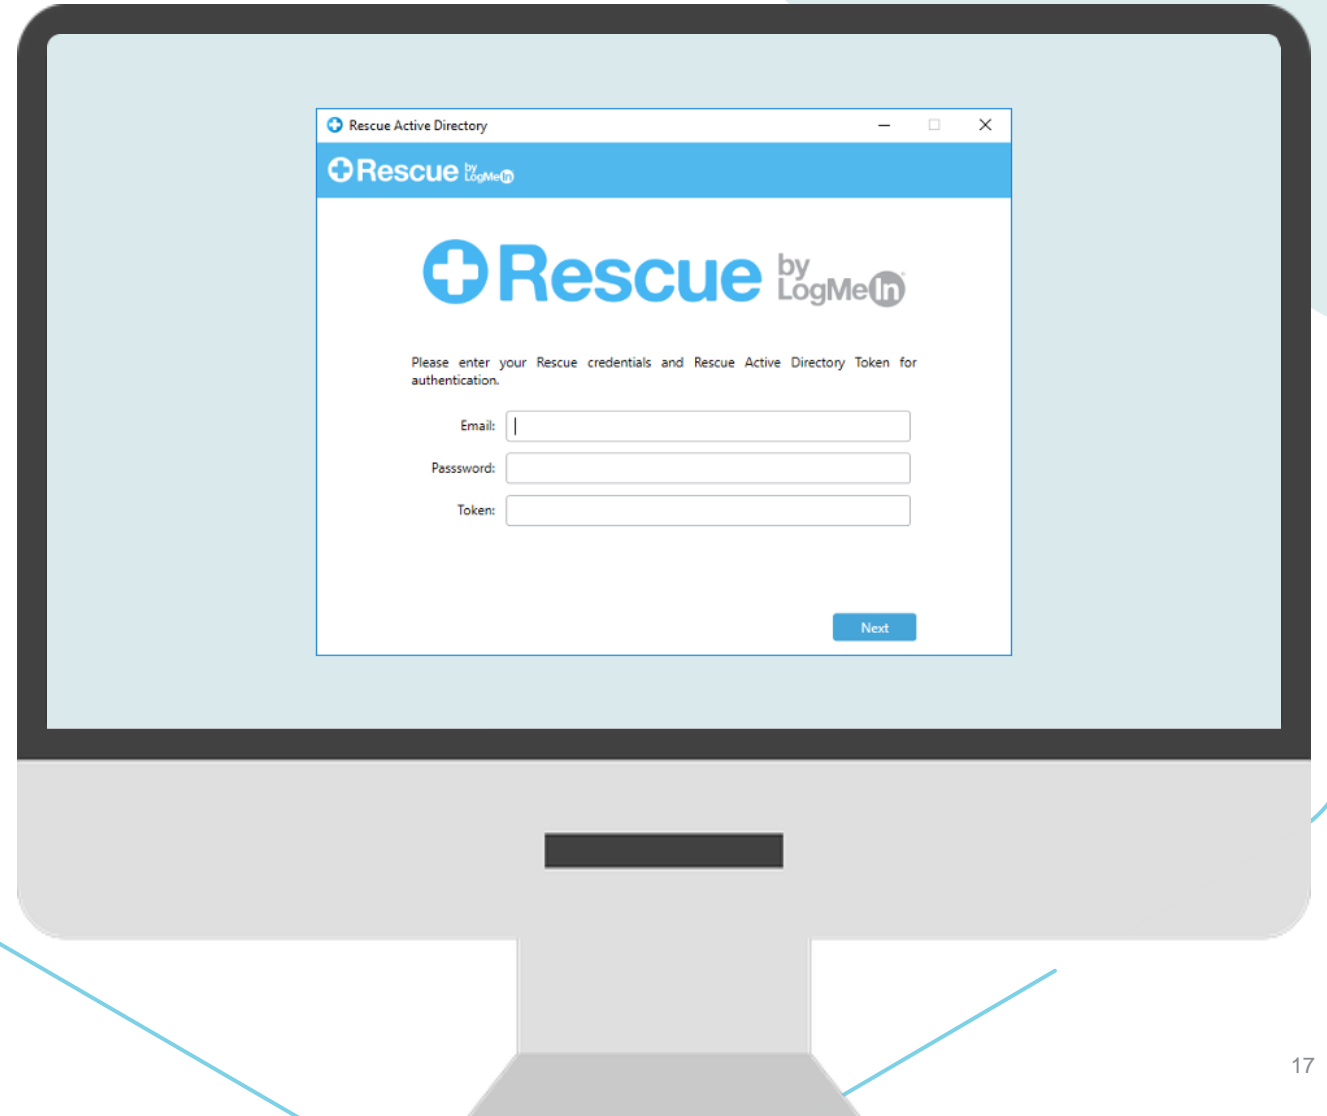 Rescue Active Directory
Rescue by LogMeIn
Rescue by LogMeIn
Please enter your Rescue credentials and Rescue Active Directory Token for
authentication.
Email:
Passsword:
Token:
Next
17